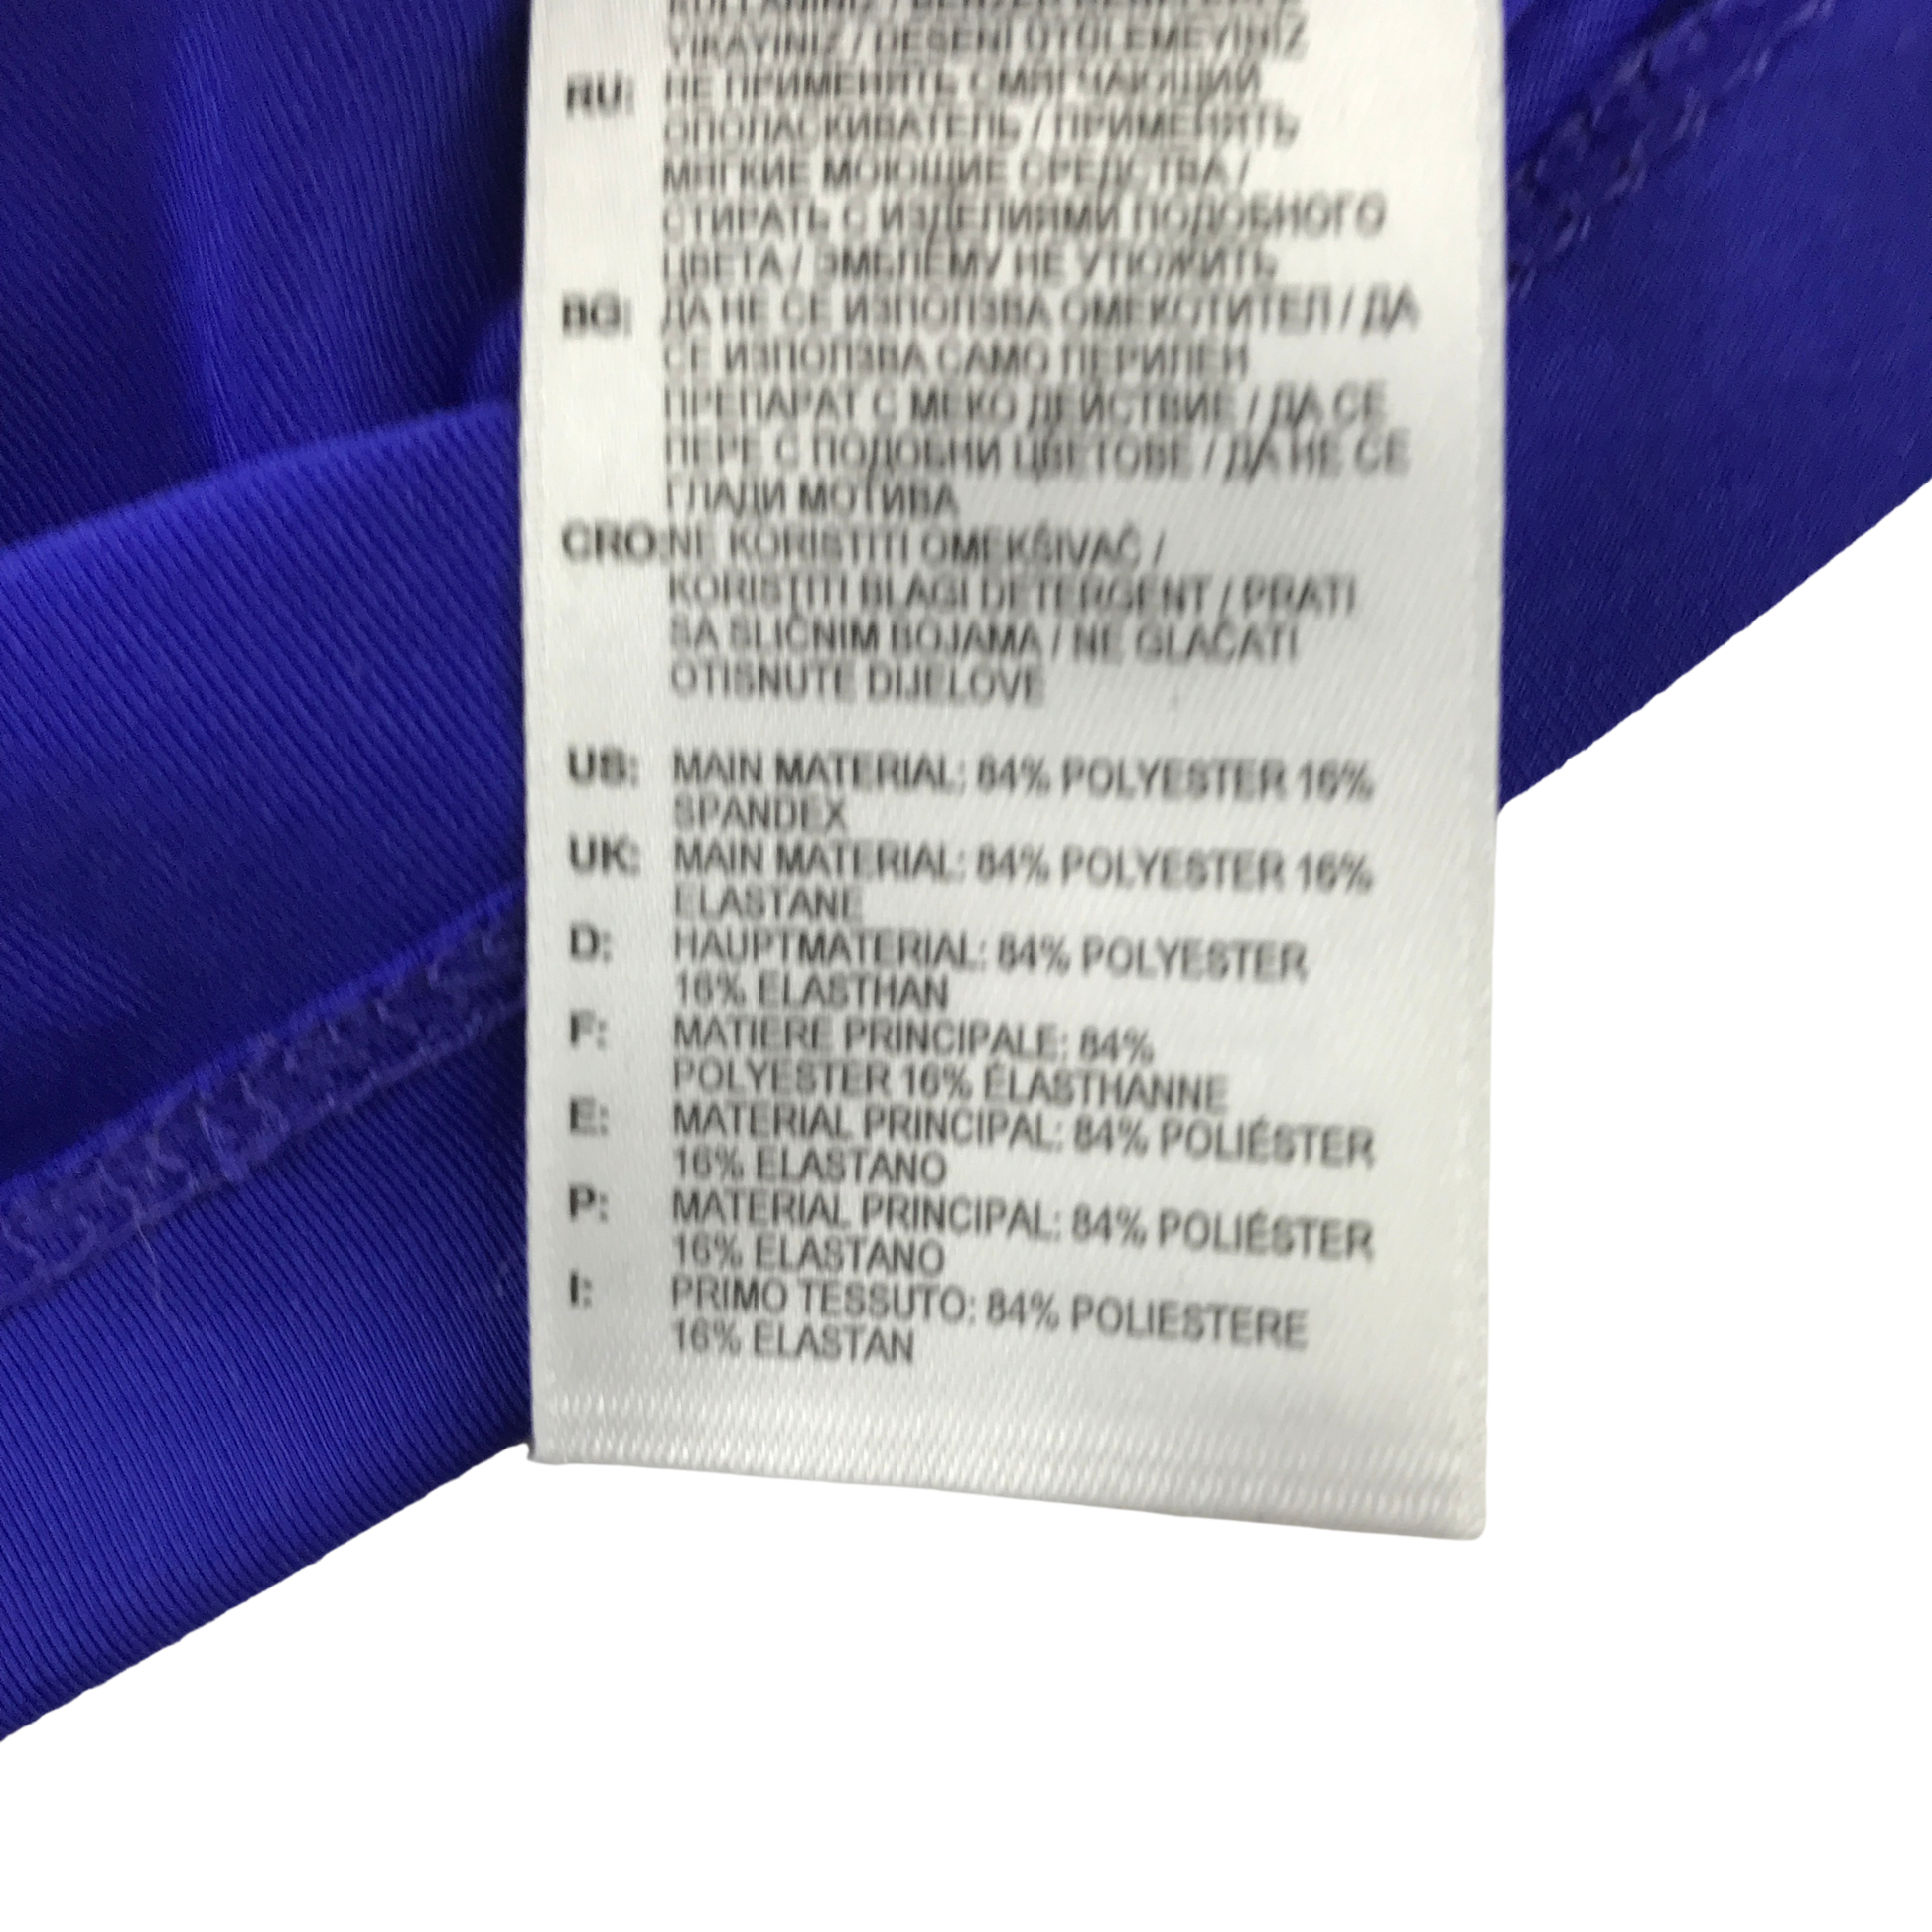 YIKAYINIZ / DESENİ ÜTÜLEMEYİNİZ
RU: НЕ ПРИМЕНЯТЬ СМЯГЧАЮЩИЙ
ОПОЛАСКИВАТЕЛЬ / ПРИМЕНЯТЬ
МЯГКИЕ МОЮЩИЕ СРЕДСТВА /
СТИРАТЬ С ИЗДЕЛИЯМИ ПОДОБНОГО
ЦВЕТА / ЭМБЛЕМУ НЕ УТЮЖИТЬ
BG: ДА НЕ СЕ ИЗПОЛЗВА ОМЕКОТИТЕЛ / ДА
СЕ ИЗПОЛЗВА САМО ПЕРИЛЕН
ПРЕПАРАТ С МЕКО ДЕЙСТВИЕ / ДА СЕ
ПЕРЕ С ПОДОБНИ ЦВЕТОВЕ / ДА НЕ СЕ
ГЛАДИ МОТИВА
CRO:NE KORISTITI OMEKŠIVAČ /
KORISTITI BLAGI DETERGENT / PRATI
SA SLIČNIM BOJAMA / NE GLAČATI
OTISNUTE DIJELOVE
US: MAIN MATERIAL: 84% POLYESTER 16%
SPANDEX
UK: MAIN MATERIAL: 84% POLYESTER 16%
ELASTANE
D: HAUPTMATERIAL: 84% POLYESTER
16% ELASTHAN
F: MATIERE PRINCIPALE: 84%
POLYESTER 16% ÉLASTHANNE
E: MATERIAL PRINCIPAL: 84% POLIÉSTER
16% ELASTANO
P: MATERIAL PRINCIPAL: 84% POLIÉSTER
16% ELASTANO
I: PRIMO TESSUTO: 84% POLIESTERE
16% ELASTAN